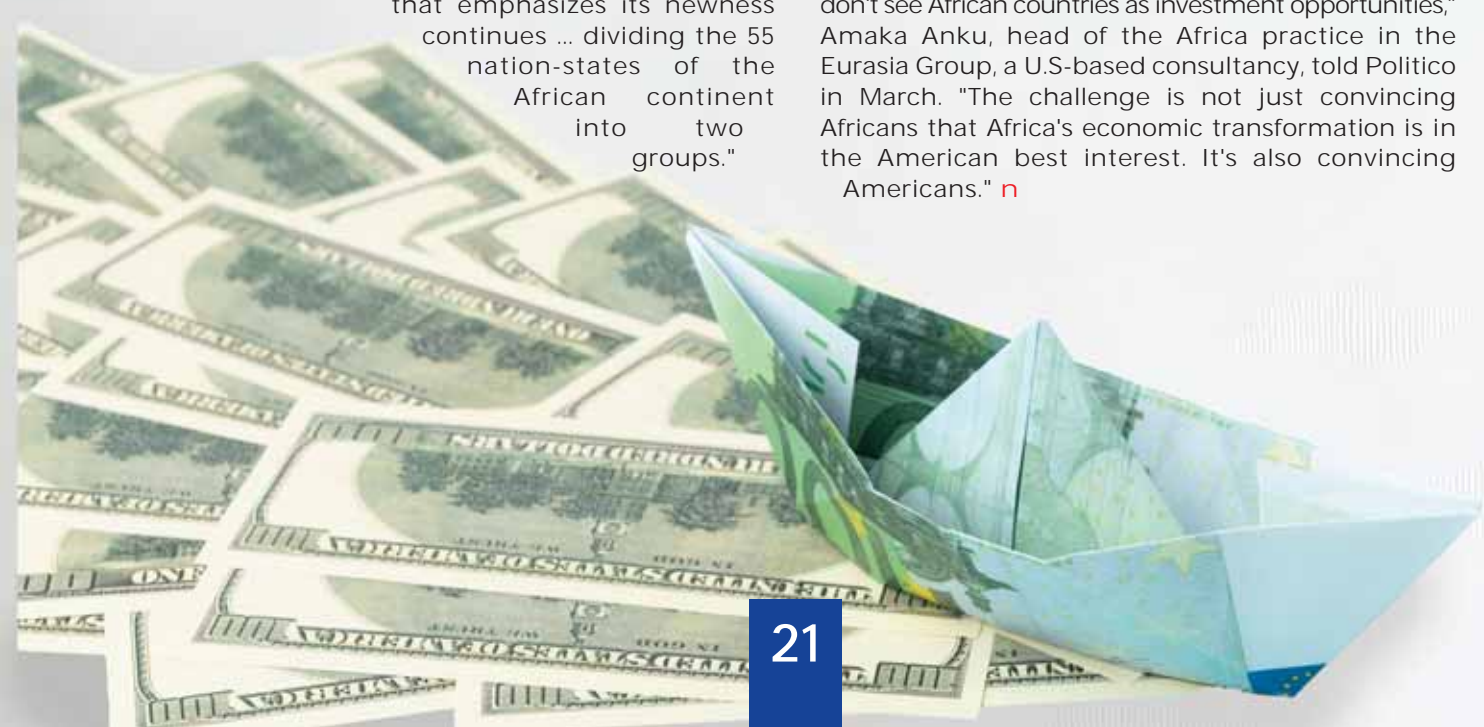 that emphasizes its newness
continues ... dividing the 55
nation-states of the
African continent
into two
groups."
don't see African countries as investment opportunities,"
Amaka Anku, head of the Africa practice in the
Eurasia Group, a U.S-based consultancy, told Politico
in March. "The challenge is not just convincing
Africans that Africa's economic transformation is in
the American best interest. It's also convincing
Americans." n
21